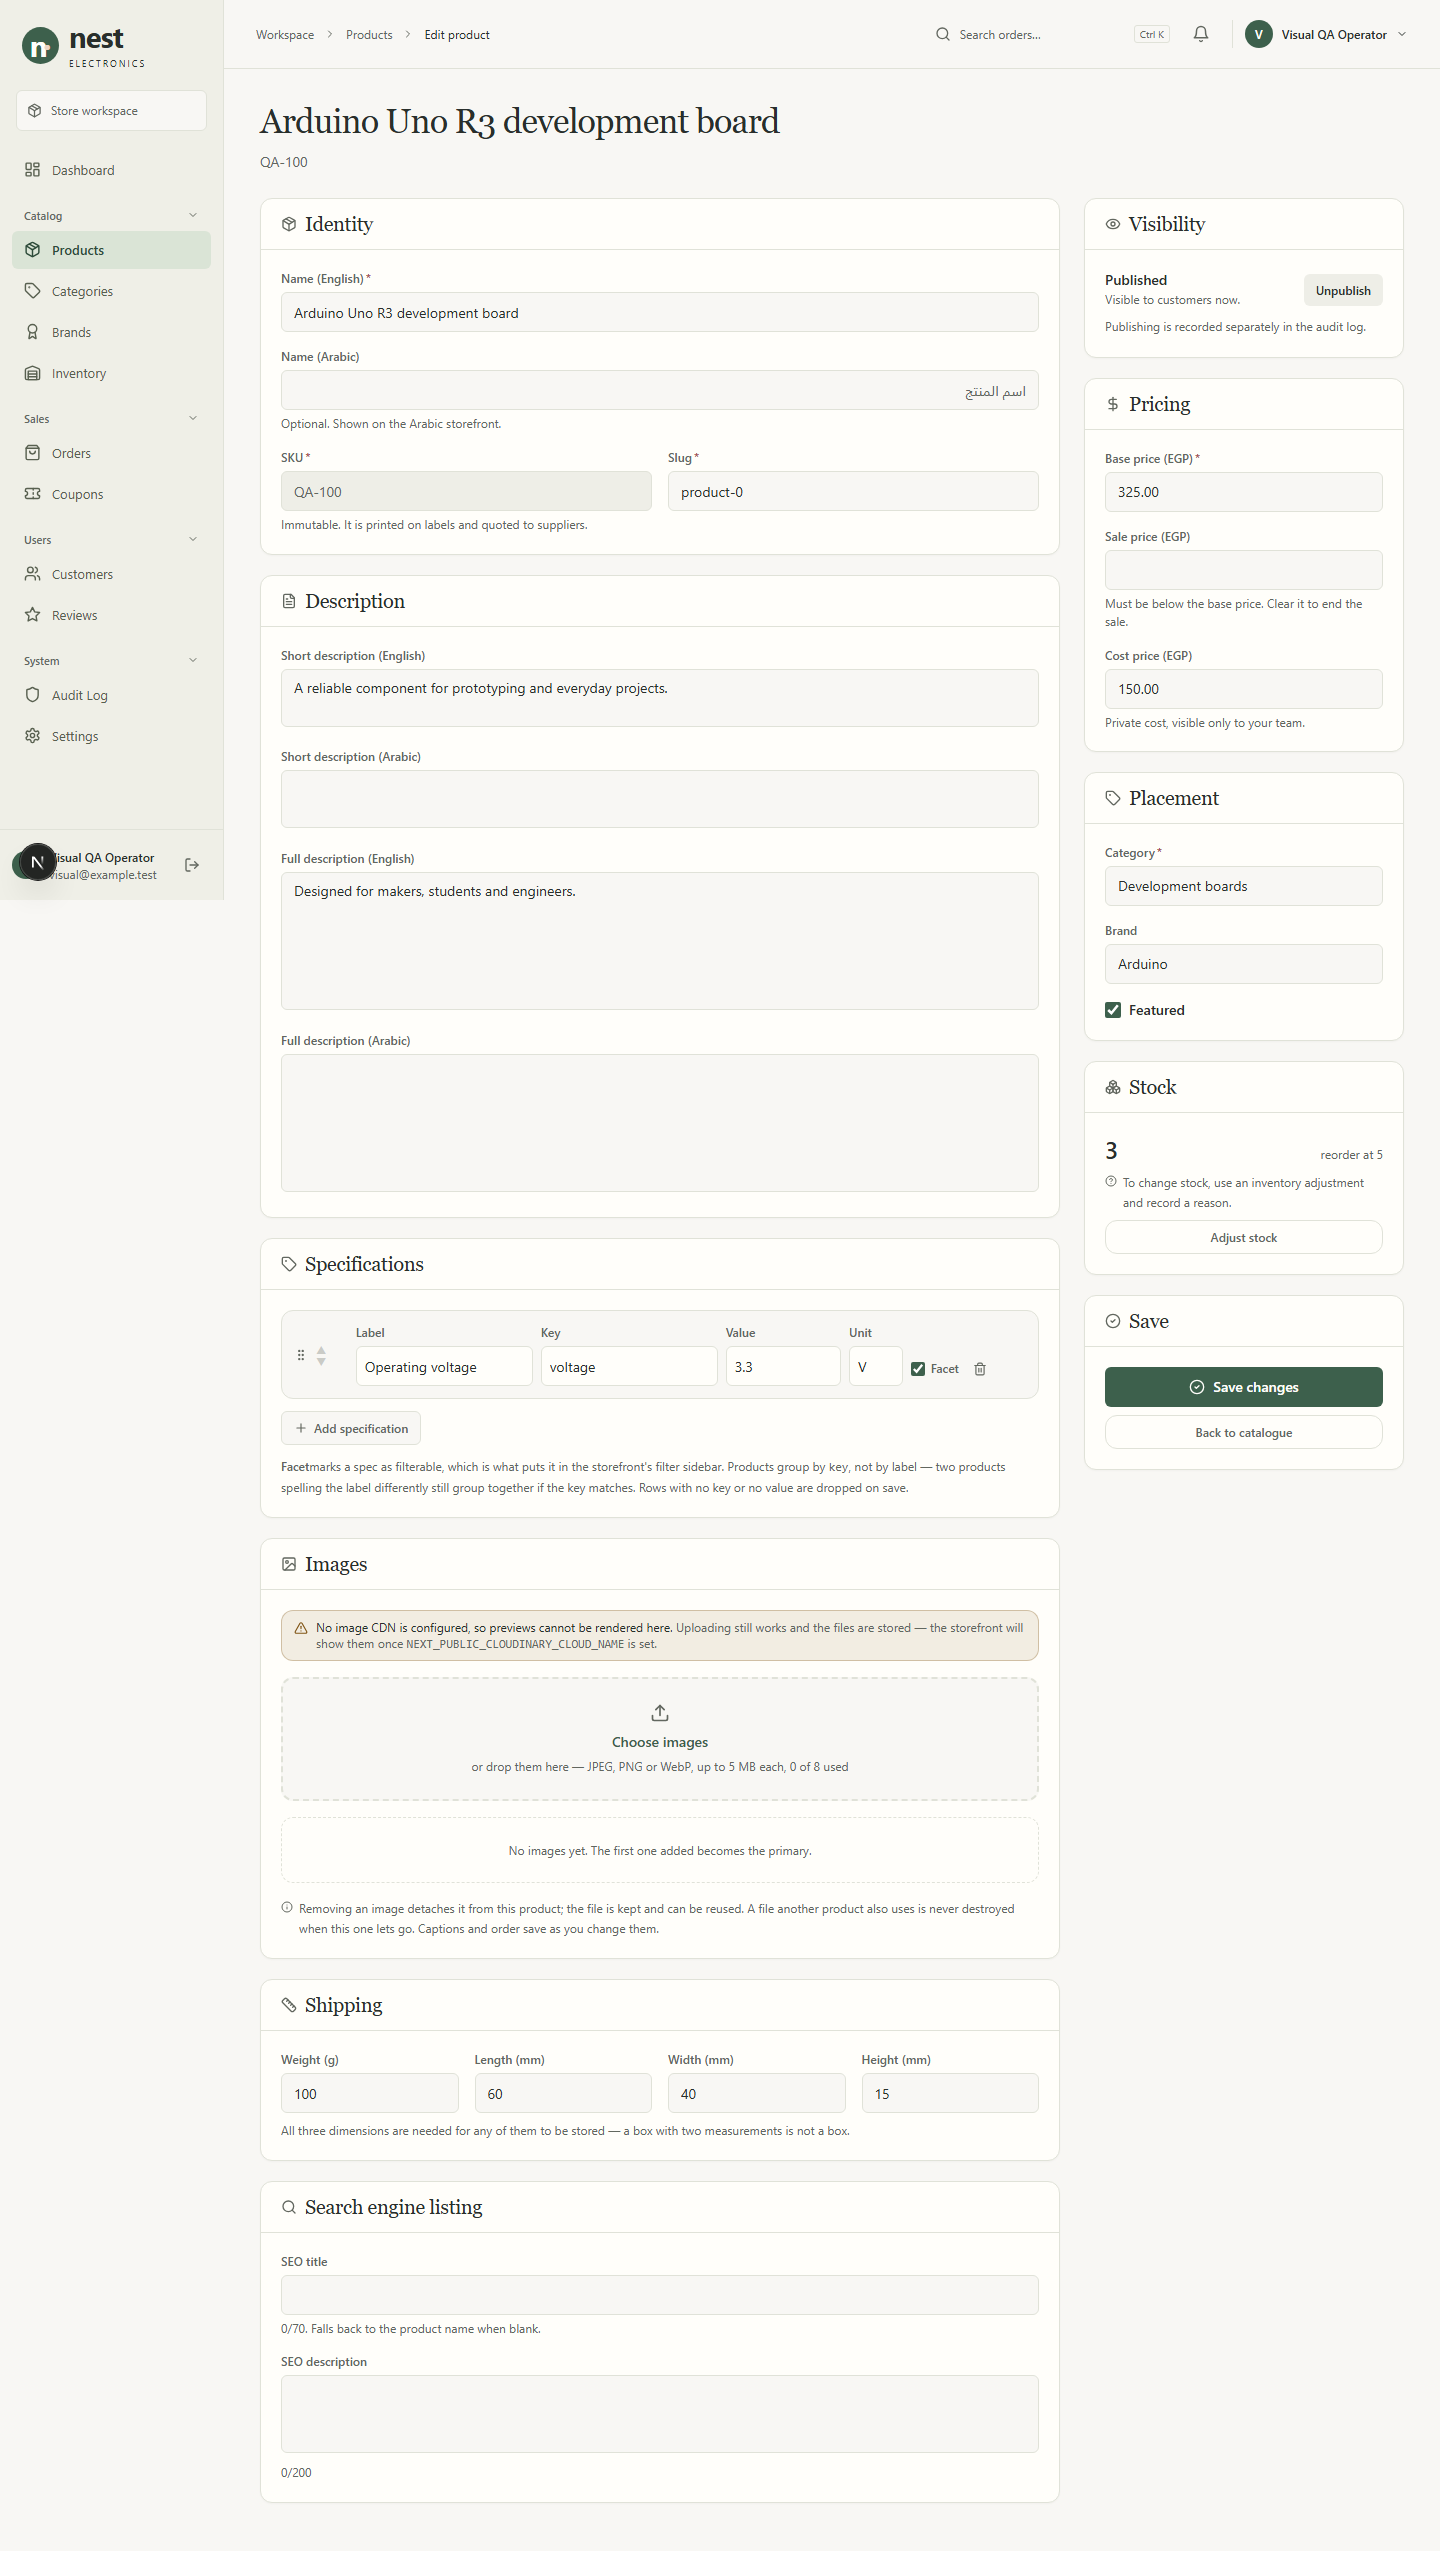 nest
ELECTRONICS
Store workspace
Dashboard
Catalog
Products
Categories
Brands
Inventory
Sales
Orders
Coupons
Users
Customers
Reviews
System
Audit Log
Settings
N
isual QA Operator
visual@example.test
Workspace > Products > Edit product
Search orders...
Ctrl K
V
Visual QA Operator
Arduino Uno R3 development board
QA-100
Identity
Name (English) *
Arduino Uno R3 development board
Name (Arabic)
اسم المنتج
Optional. Shown on the Arabic storefront.
SKU *
Slug *
QA-100
product-0
Immutable. It is printed on labels and quoted to suppliers.
Description
Short description (English)
A reliable component for prototyping and everyday projects.
Short description (Arabic)
Full description (English)
Designed for makers, students and engineers.
Full description (Arabic)
Specifications
Label
Key
Value
Unit
Operating voltage
voltage
3.3
V
Facet
Add specification
Facetmarks a spec as filterable, which is what puts it in the storefront's filter sidebar. Products group by key, not by label — two products
spelling the label differently still group together if the key matches. Rows with no key or no value are dropped on save.
Images
No image CDN is configured, so previews cannot be rendered here. Uploading still works and the files are stored — the storefront will
show them once NEXT_PUBLIC_CLOUDINARY_CLOUD_NAME is set.
Choose images
or drop them here — JPEG, PNG or WebP, up to 5 MB each, 0 of 8 used
No images yet. The first one added becomes the primary.
Removing an image detaches it from this product; the file is kept and can be reused. A file another product also uses is never destroyed
when this one lets go. Captions and order save as you change them.
Shipping
Weight (g)
Length (mm)
Width (mm)
Height (mm)
100
60
40
15
All three dimensions are needed for any of them to be stored — a box with two measurements is not a box.
Search engine listing
SEO title
0/70. Falls back to the product name when blank.
SEO description
0/200
Visibility
Published
Visible to customers now.
Unpublish
Publishing is recorded separately in the audit log.
Pricing
Base price (EGP) *
325.00
Sale price (EGP)
Must be below the base price. Clear it to end the
sale.
Cost price (EGP)
150.00
Private cost, visible only to your team.
Placement
Category *
Development boards
Brand
Arduino
Featured
Stock
3
reorder at 5
To change stock, use an inventory adjustment
and record a reason.
Adjust stock
Save
Save changes
Back to catalogue